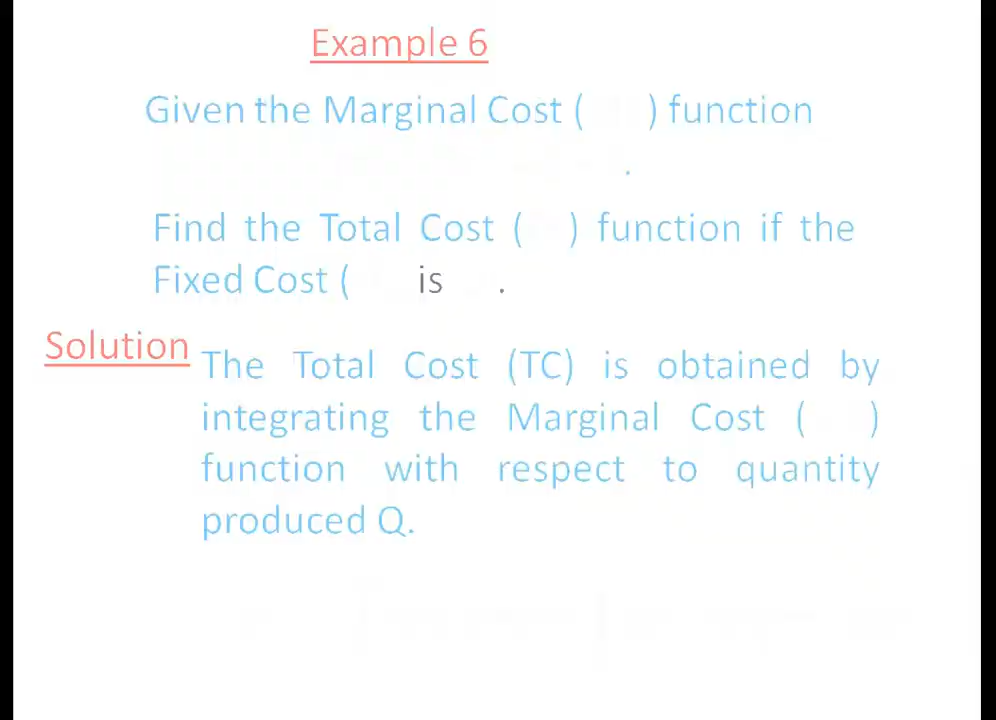 Example 6
Given the Marginal Cost ( ) function
.
Find the Total Cost ( ) function if the
Fixed Cost ( is .
Solution
The Total Cost (TC) is obtained by
integrating the Marginal Cost ( )
function with respect to quantity
produced Q.